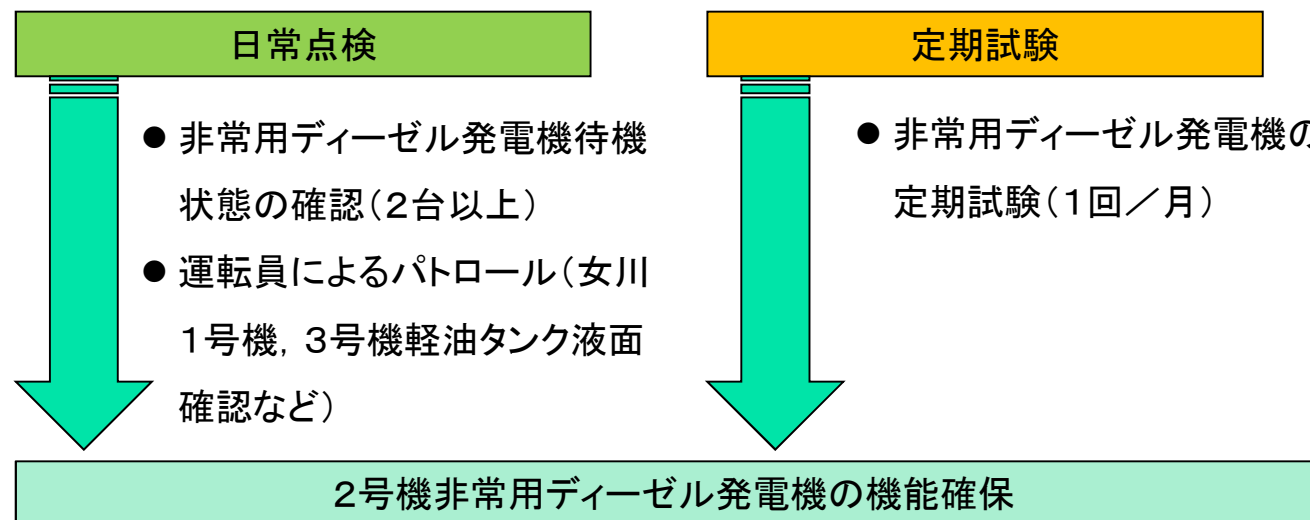 日常点検
定期試験
● 非常用ディーゼル発電機待機
状態の確認(2台以上)
● 運転員によるパトロール(女川
1号機，3号機軽油タンク液面
確認など)
● 非常用ディーゼル発電機の
定期試験(1回／月)
2号機非常用ディーゼル発電機の機能確保